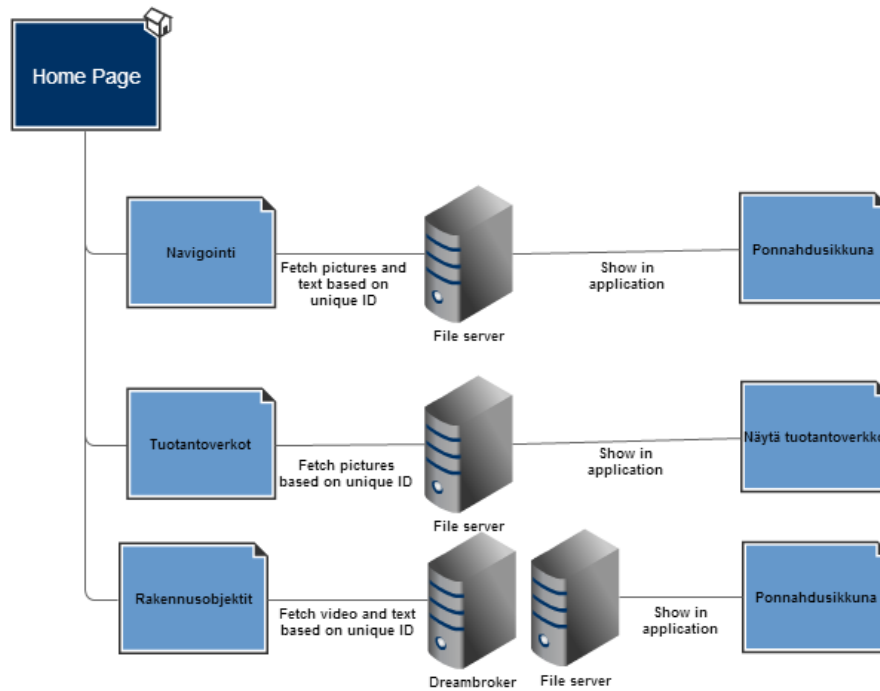 Home Page
Navigointi
Fetch pictures and
text based on
unique ID
File server
Show in
application
Ponnahdusikkuna
Tuotantoverkot
Fetch pictures
based on unique ID
File server
Show in
application
Näytä tuotantoverkko
Rakennusobjektit
Fetch video and text
based on unique ID
Dreambroker
File server
Show in
application
Ponnahdusikkuna